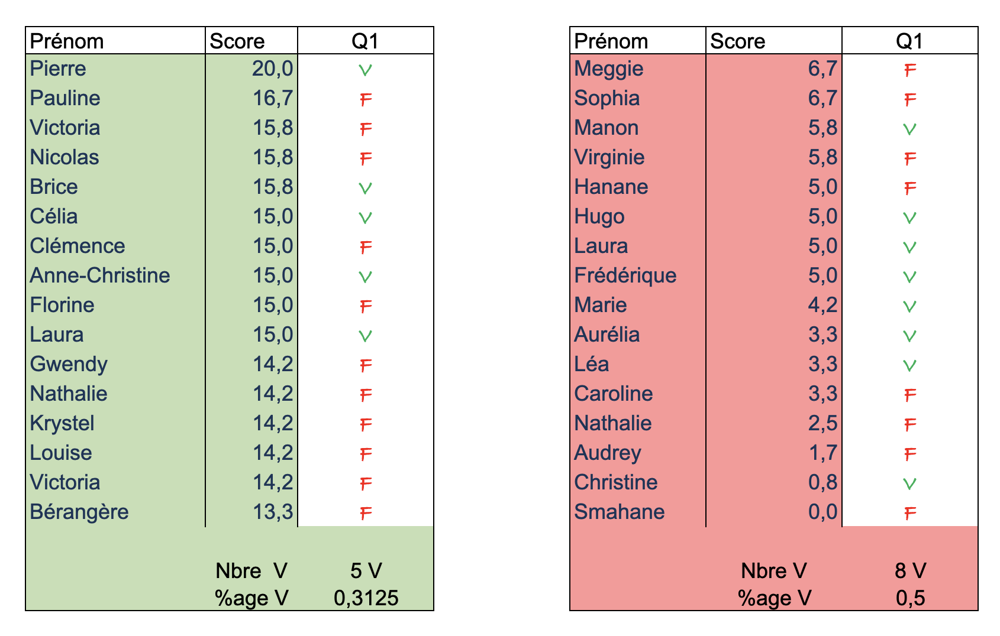 Prénom Score Q1
Pierre 20,0 V
Pauline 16,7 F
Victoria 15,8 F
Nicolas 15,8 F
Brice 15,8 V
Célia 15,0 V
Clémence 15,0 F
Anne-Christine 15,0 V
Florine 15,0 F
Laura 15,0 V
Gwendy 14,2 F
Nathalie 14,2 F
Krystel 14,2 F
Louise 14,2 F
Victoria 14,2 F
Bérangère 13,3 F
Nbre V 5 V
%age V 0,3125
Prénom Score Q1
Meggie 6,7 F
Sophia 6,7 F
Manon 5,8 V
Virginie 5,8 F
Hanane 5,0 F
Hugo 5,0 V
Laura 5,0 V
Frédérique 5,0 V
Marie 4,2 V
Aurélia 3,3 V
Léa 3,3 V
Caroline 3,3 F
Nathalie 2,5 F
Audrey 1,7 F
Christine 0,8 V
Smahane 0,0 F
Nbre V 8 V
%age V 0,5